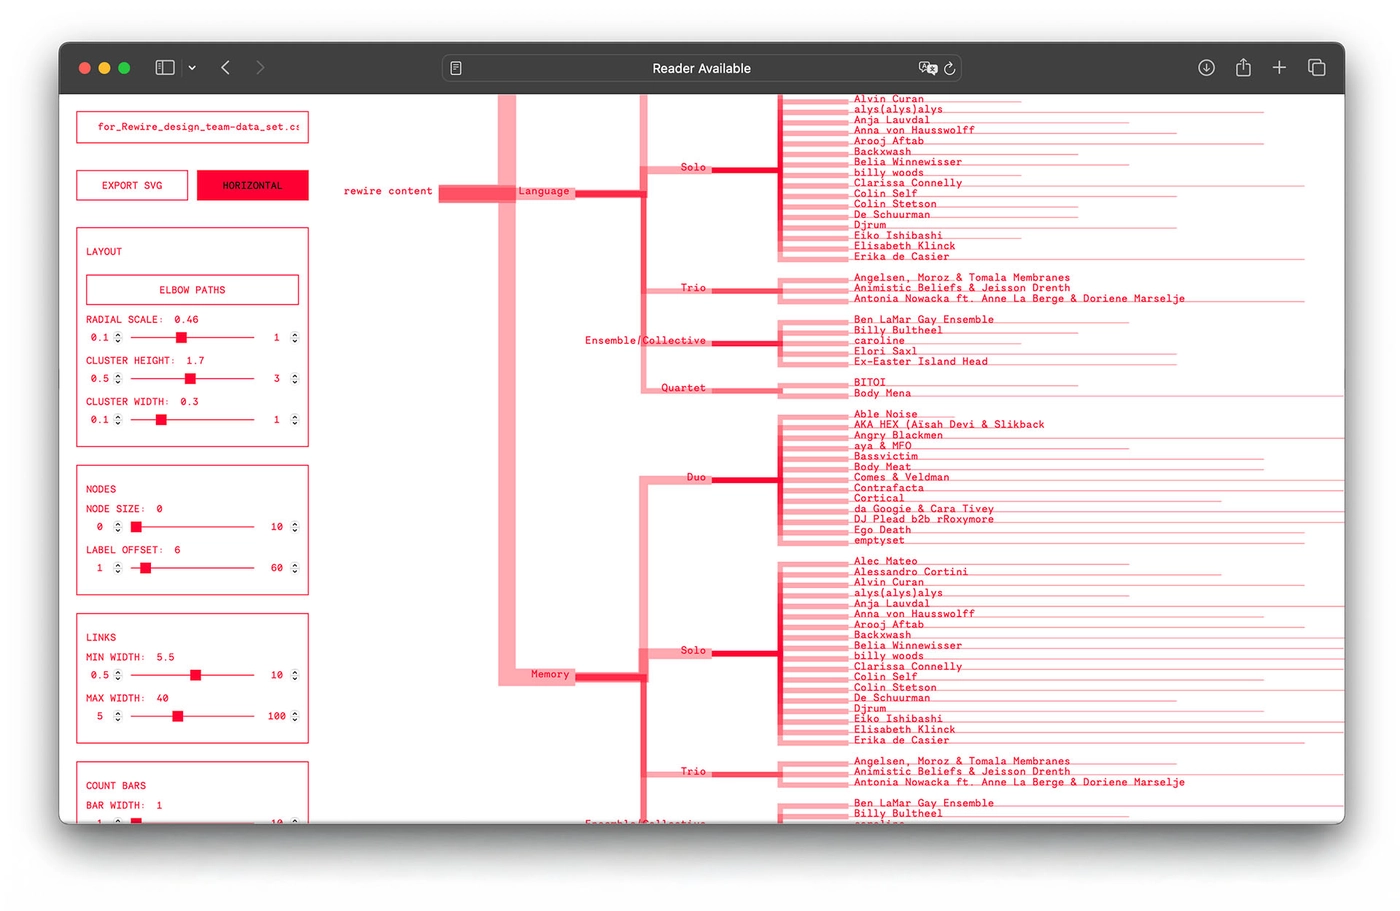 Reader Available
for_Rewire_design_team-data_set.cs
EXPORT SVG
HORIZONTAL
LAYOUT
ELBOW PATHS
RADIAL SCALE: 0.46
0.1 1
CLUSTER HEIGHT: 1.7
0.5 3
CLUSTER WIDTH: 0.3
0.1 1
NODES
NODE SIZE: 0
0 10
LABEL OFFSET: 6
1 60
LINKS
MIN WIDTH: 5.5
0.5 10
MAX WIDTH: 40
5 100
COUNT BARS
BAR WIDTH: 1
1 10
rewire content
Language
Solo
Alvin Curan
alys(alys)alys
Anja Lauvdal
Anna von Hausswolff
Arooj Aftab
Backxwash
Belia Winnewisser
billy woods
Clarissa Connelly
Colin Self
Colin Stetson
De Schuurman
Djrum
Eiko Ishibashi
Elisabeth Klinck
Erika de Casier
Trio
Angelsen, Moroz & Tomala Membranes
Animistic Beliefs & Jeisson Drenth
Antonia Nowacka ft. Anne La Berge & Doriene Marselje
Ensemble/Collective
Ben LaMar Gay Ensemble
Billy Bultheel
caroline
Elori Saxl
Ex-Easter Island Head
Quartet
BITOI
Body Mena
Memory
Duo
Able Noise
AKA HEX (Aïsah Devi & Slikback
Angry Blackmen
aya & MFO
Bassvictim
Body Meat
Comes & Veldman
Contrafacta
Cortical
da Googie & Cara Tivey
DJ Plead b2b rRoxymore
Ego Death
emptyset
Solo
Alec Mateo
Alessandro Cortini
Alvin Curan
alys(alys)alys
Anja Lauvdal
Anna von Hausswolff
Arooj Aftab
Backxwash
Belia Winnewisser
billy woods
Clarissa Connelly
Colin Self
Colin Stetson
De Schuurman
Djrum
Eiko Ishibashi
Elisabeth Klinck
Erika de Casier
Trio
Angelsen, Moroz & Tomala Membranes
Animistic Beliefs & Jeisson Drenth
Antonia Nowacka ft. Anne La Berge & Doriene Marselje
Ensemble/Collective
Ben LaMar Gay Ensemble
Billy Bultheel
caroline